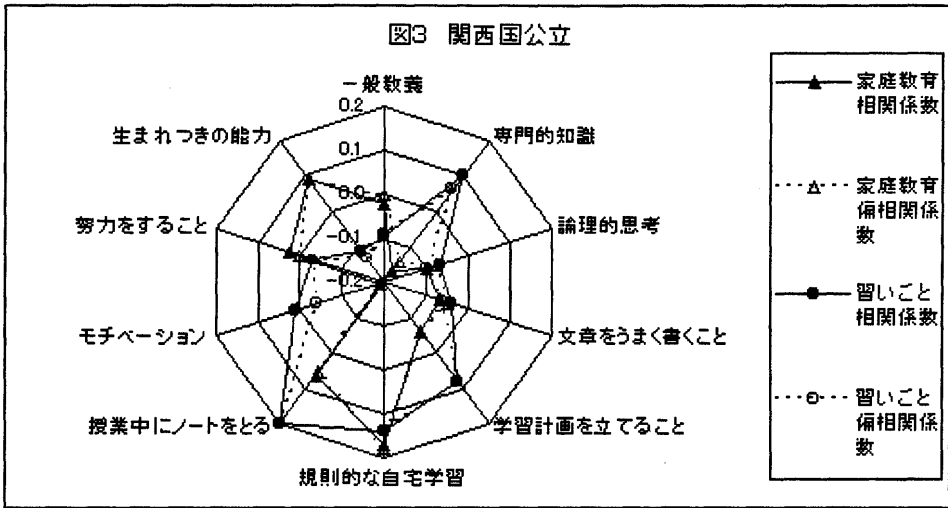 図3 関西国公立
一般数義
0.2
0.1
0.0
-0.1
-0.2
専門的知識
論理的思考
文章をうまく書くこと
学習計画を立てること
規則的な自宅学習
授業中にノートをとる
モチベーション
努力をすること
生まれつきの能力
家庭教育
相関係数
家庭教育
偏相関係
数
習いごと
相関係数
習いごと
偏相関係
数